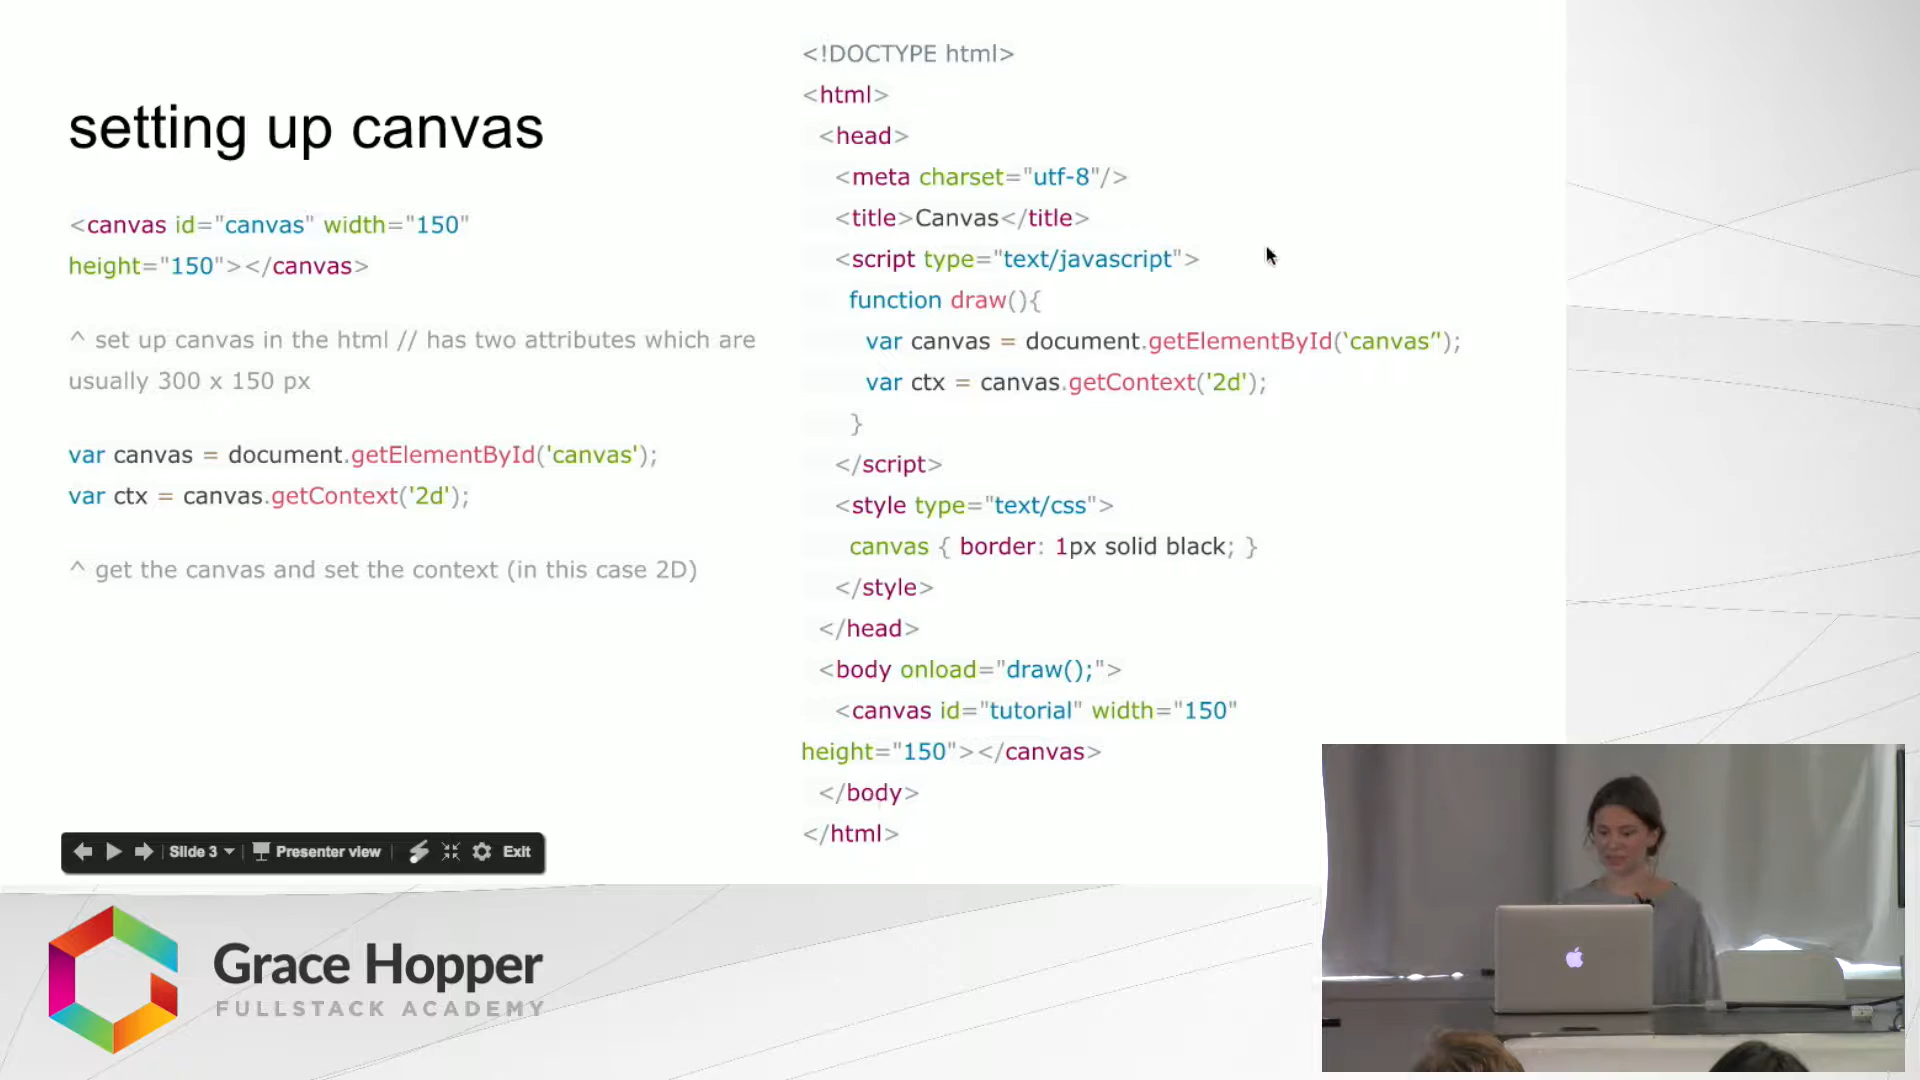 setting up canvas
<canvas id="canvas" width="150"
height="150"></canvas>
^ set up canvas in the html // has two attributes which are
usually 300 x 150 px
var canvas = document.getElementById('canvas');
var ctx = canvas.getContext('2d');
^ get the canvas and set the context (in this case 2D)
<!DOCTYPE html>
<html>
<head>
<meta charset="utf-8"/>
<title>Canvas</title>
<script type="text/javascript">
function draw(){
var canvas = document.getElementById('canvas”);
var ctx = canvas.getContext('2d');
}
</script>
<style type="text/css">
canvas { border: 1px solid black; }
</style>
</head>
<body onload="draw();">
<canvas id="tutorial" width="150"
height="150"></canvas>
</body>
</html>
Slide 3
Presenter view
Exit
Grace Hopper
FULLSTACK ACADEMY